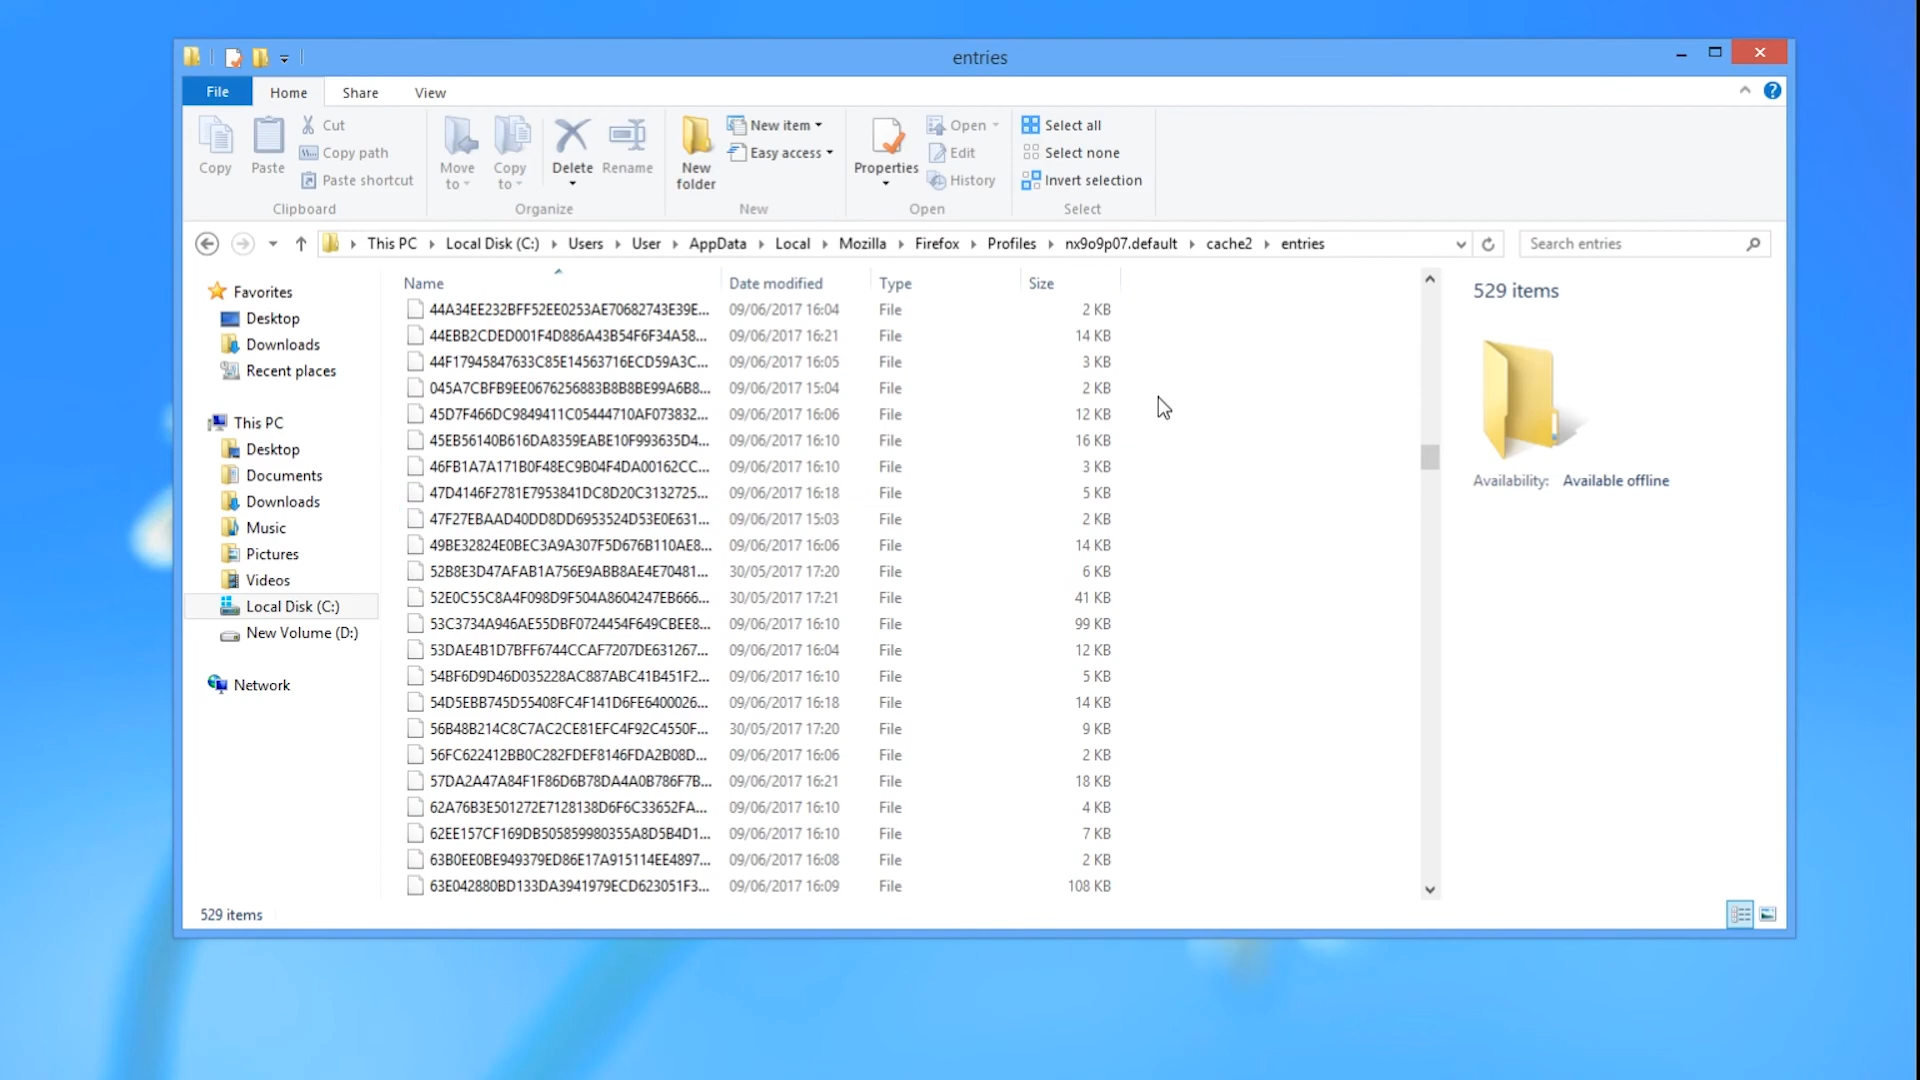 entries
File Home Share View
Copy
Paste
Cut
Copy path
Paste shortcut
Clipboard
Move to
Copy to
Delete
Rename
Organize
New folder
New item
Easy access
New
Properties
Open
Edit
History
Open
Select all
Select none
Invert selection
Select
This PC Local Disk (C:) Users User AppData Local Mozilla Firefox Profiles nx9o9p07.default cache2 entries
Search entries
Favorites
Desktop
Downloads
Recent places
This PC
Desktop
Documents
Downloads
Music
Pictures
Videos
Local Disk (C:)
New Volume (D:)
Network
Name Date modified Type Size
44A34EE232BFF52EE0253AE70682743E39E... 09/06/2017 16:04 File 2 KB
44EBB2CDED001F4D886A43B54F6F34A58... 09/06/2017 16:21 File 14 KB
44F17945847633C85E14563716ECD59A3C... 09/06/2017 16:05 File 3 KB
045A7CBFB9EE0676256883B8B8BE99A6B8... 09/06/2017 15:04 File 2 KB
45D7F466DC9849411C05444710AF073832... 09/06/2017 16:06 File 12 KB
45EB56140B616DA8359EABE10F993635D4... 09/06/2017 16:10 File 16 KB
46FB1A7A171B0F48EC9B04F4DA00162CC... 09/06/2017 16:10 File 3 KB
47D4146F2781E7953841DC8D20C3132725... 09/06/2017 16:18 File 5 KB
47F27EBAAD40DD8DD6953524D53E0E631... 09/06/2017 15:03 File 2 KB
49BE32824E0BEC3A9A307F5D676B110AE8... 09/06/2017 16:06 File 14 KB
52B8E3D47AFAB1A756E9ABB8AE4E70481... 30/05/2017 17:20 File 6 KB
52E0C55C8A4F098D9F504A8604247EB666... 30/05/2017 17:21 File 41 KB
53C3734A946AE55DBF0724454F649CBEE8... 09/06/2017 16:10 File 99 KB
53DAE4B1D7BFF6744CCAF7207DE631267... 09/06/2017 16:04 File 12 KB
54BF6D9D46D035228AC887ABC41B451F2... 09/06/2017 16:10 File 5 KB
54D5EBB745D55408FC4F141D6FE6400026... 09/06/2017 16:18 File 14 KB
56B48B214C8C7AC2CE81EFC4F92C4550F... 30/05/2017 17:20 File 9 KB
56FC622412BB0C282FDEF8146FDA2B08D... 09/06/2017 16:06 File 2 KB
57DA2A47A84F1F86D6B78DA4A0B786F7B... 09/06/2017 16:21 File 18 KB
62A76B3E501272E7128138D6F6C33652FA... 09/06/2017 16:10 File 4 KB
62EE157CF169DB505859980355A8D5B4D1... 09/06/2017 16:10 File 7 KB
63B0EE0BE949379ED86E17A915114EE4897... 09/06/2017 16:08 File 2 KB
63E042880BD133DA3941979ECD623051F3... 09/06/2017 16:09 File 108 KB
529 items
Availability: Available offline
529 items